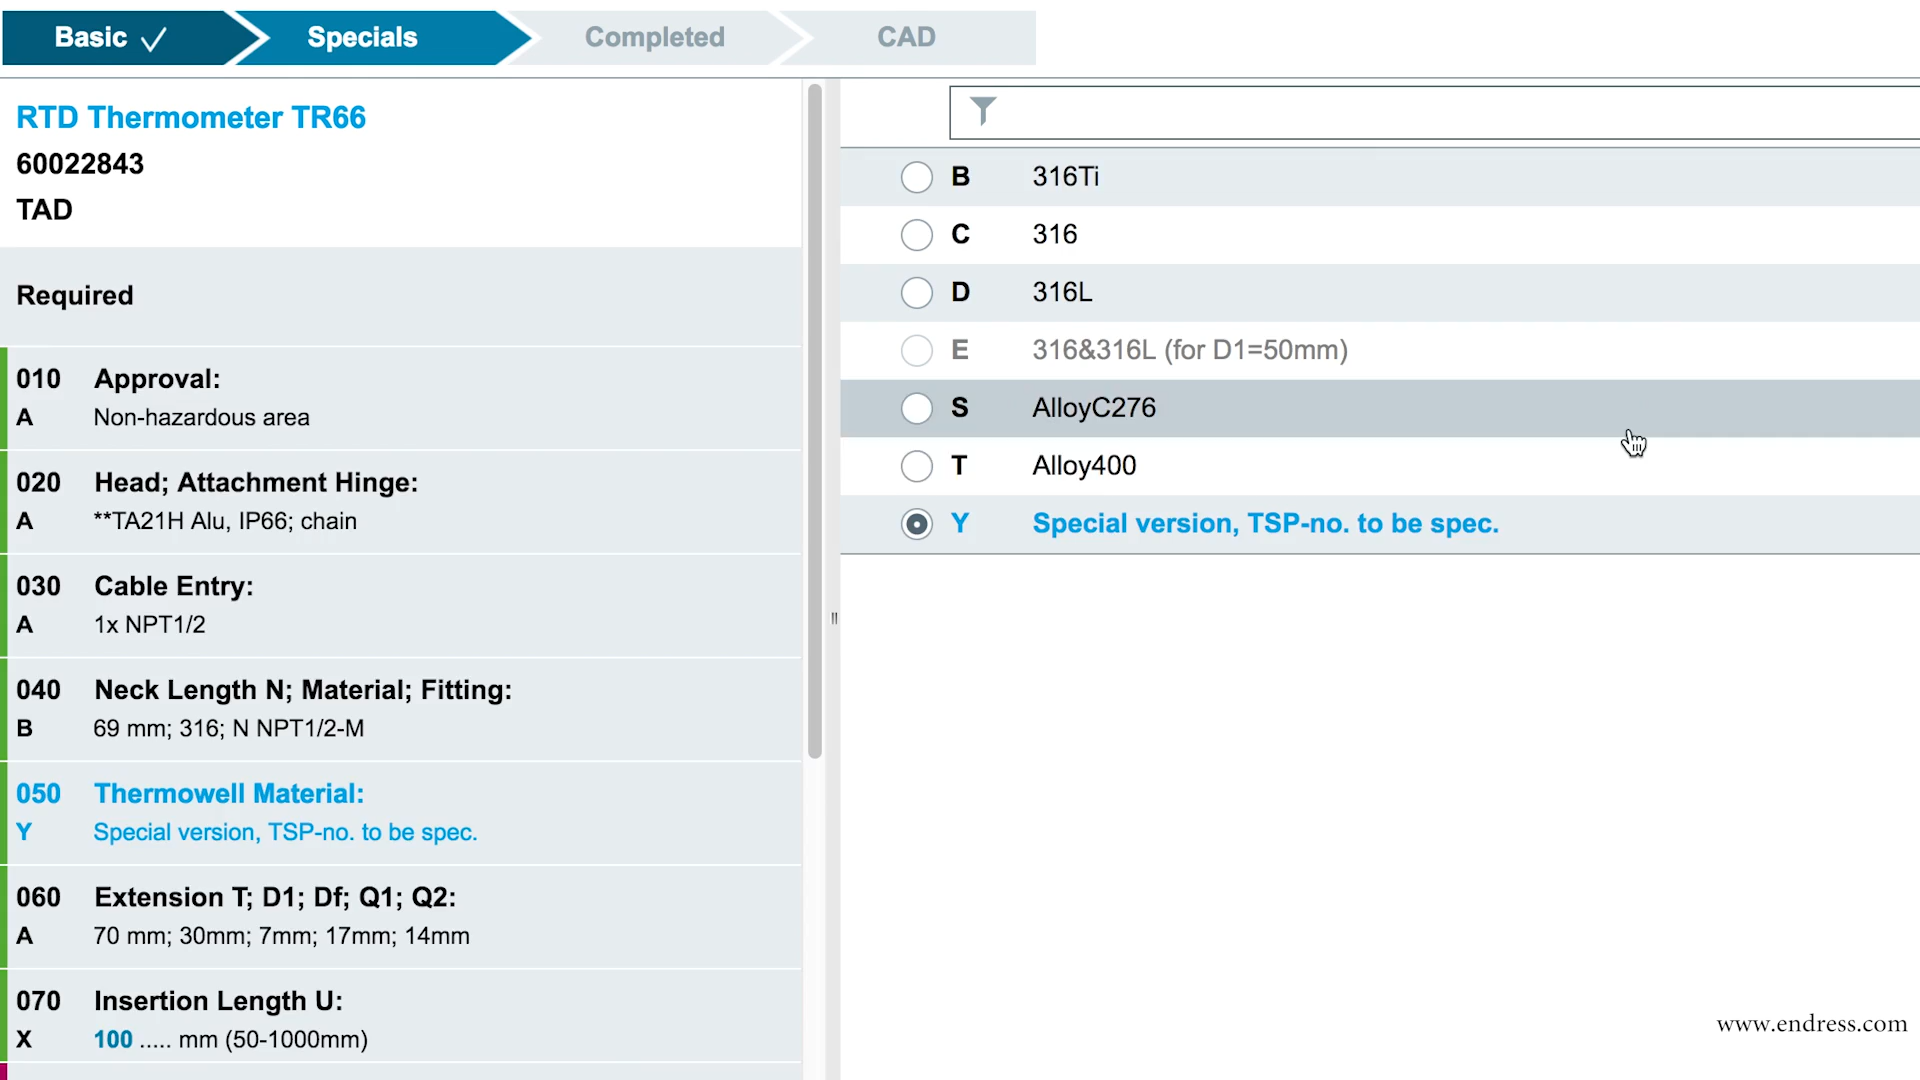 Basic
Specials
Completed
CAD
RTD Thermometer TR66
60022843
TAD
Required
010 Approval:
A Non-hazardous area
020 Head; Attachment Hinge:
A **TA21H Alu, IP66; chain
030 Cable Entry:
A 1x NPT1/2
040 Neck Length N; Material; Fitting:
B 69 mm; 316; N NPT1/2-M
050 Thermowell Material:
Y Special version, TSP-no. to be spec.
060 Extension T; D1; Df; Q1; Q2:
A 70 mm; 30mm; 7mm; 17mm; 14mm
070 Insertion Length U:
X 100 ..... mm (50-1000mm)
B 316Ti
C 316
D 316L
E 316&316L (for D1=50mm)
S AlloyC276
T Alloy400
Y Special version, TSP-no. to be spec.
www.endress.com